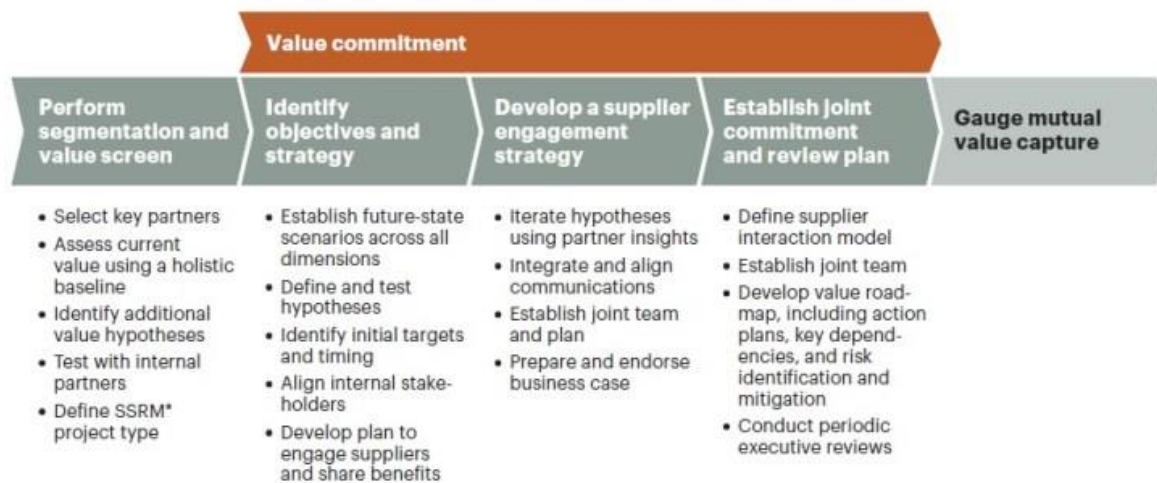 Value commitment
Perform
segmentation and
value screen
Identify
objectives and
strategy
Develop a supplier
engagement
strategy
Establish joint
commitment
and review plan
Gauge mutual
value capture
• Select key partners
• Assess current
value using a holistic
baseline
• Identify additional
value hypotheses
• Test with internal
partners
• Define SSRM*
project type
• Establish future-state
scenarios across all
dimensions
• Define and test
hypotheses
• Identify initial targets
and timing
• Align internal stake-
holders
• Develop plan to
engage suppliers
and share benefits
• Iterate hypotheses
using partner insights
• Integrate and align
communications
• Establish joint team
and plan
• Prepare and endorse
business case
• Define supplier
interaction model
• Establish joint team
• Develop value road-
map, including action
plans, key depend-
encies, and risk
identification and
mitigation
• Conduct periodic
executive reviews